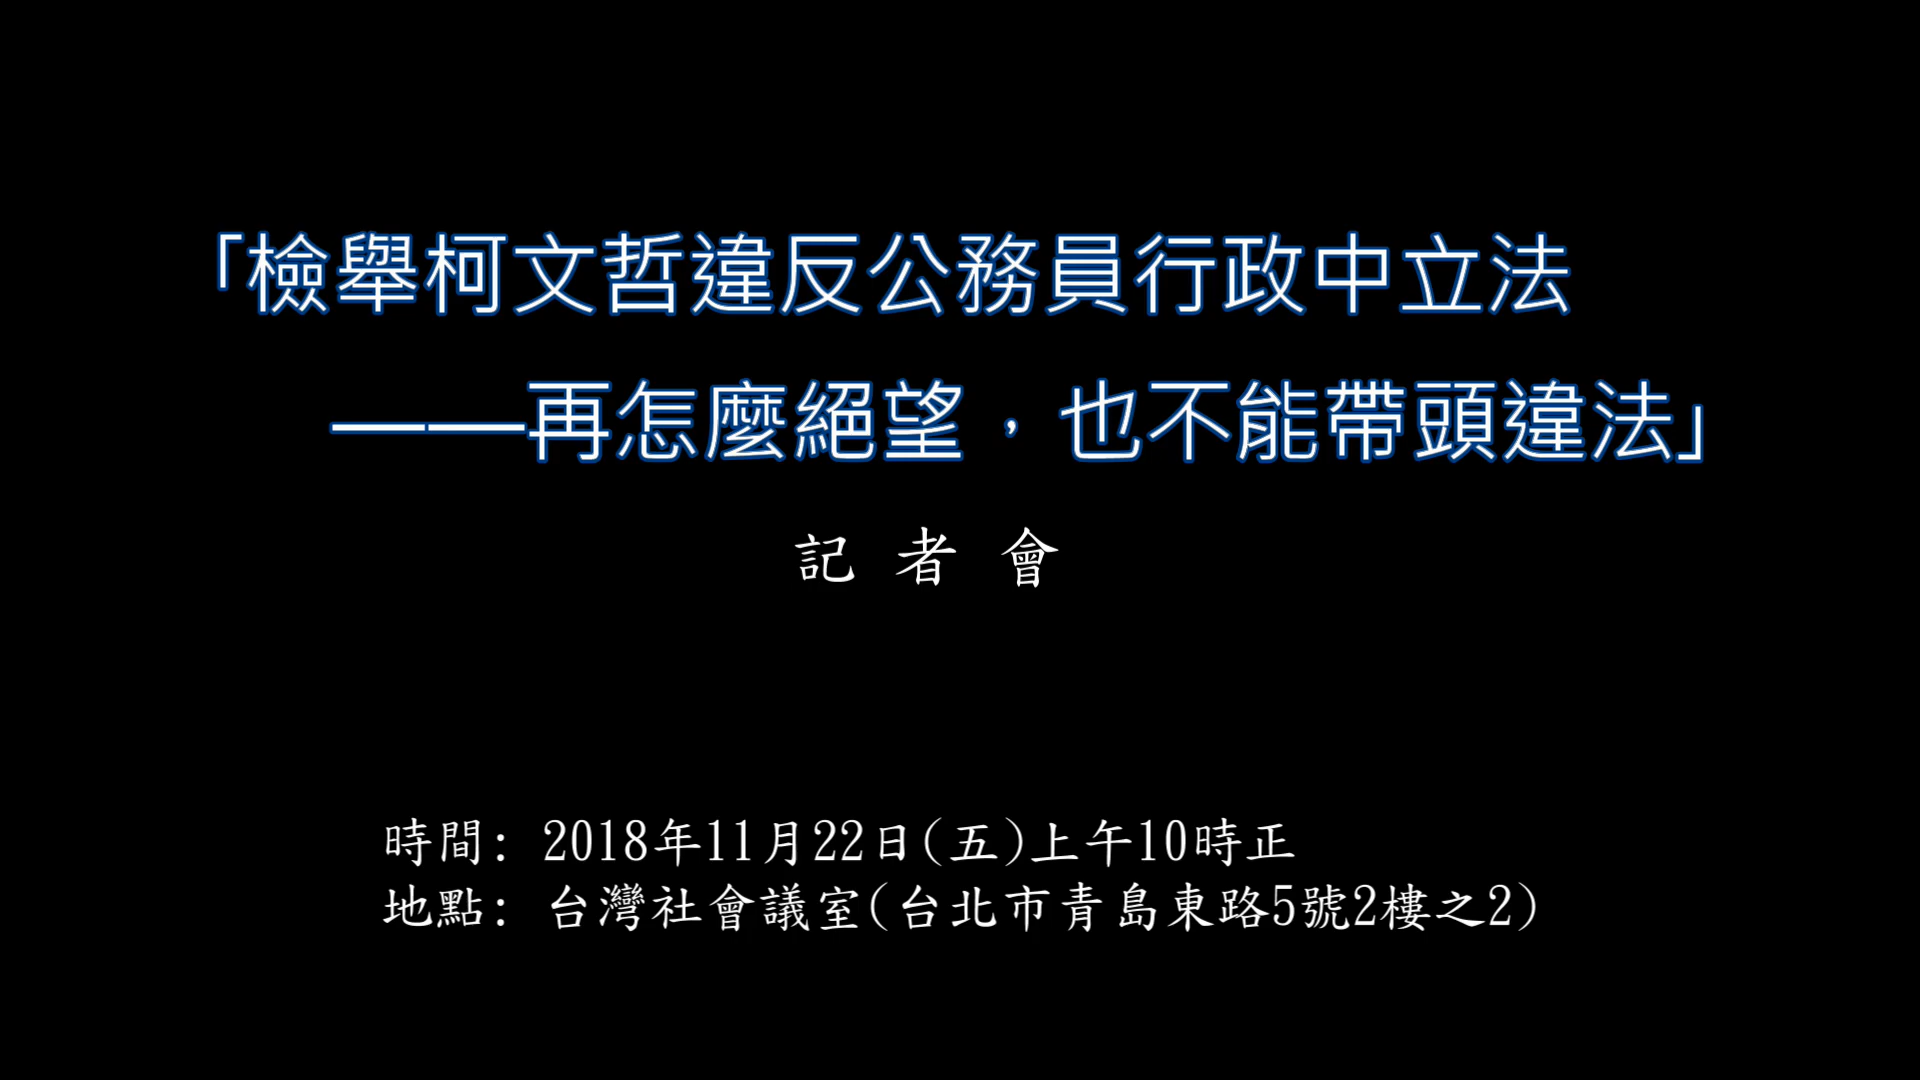 「檢舉柯文哲違反公務員行政中立法
——再怎麼絕望，也不能帶頭違法」
記者會
時間：2018年11月22日(五)上午10時正
地點：台灣社會議室(台北市青島東路5號2樓之2)